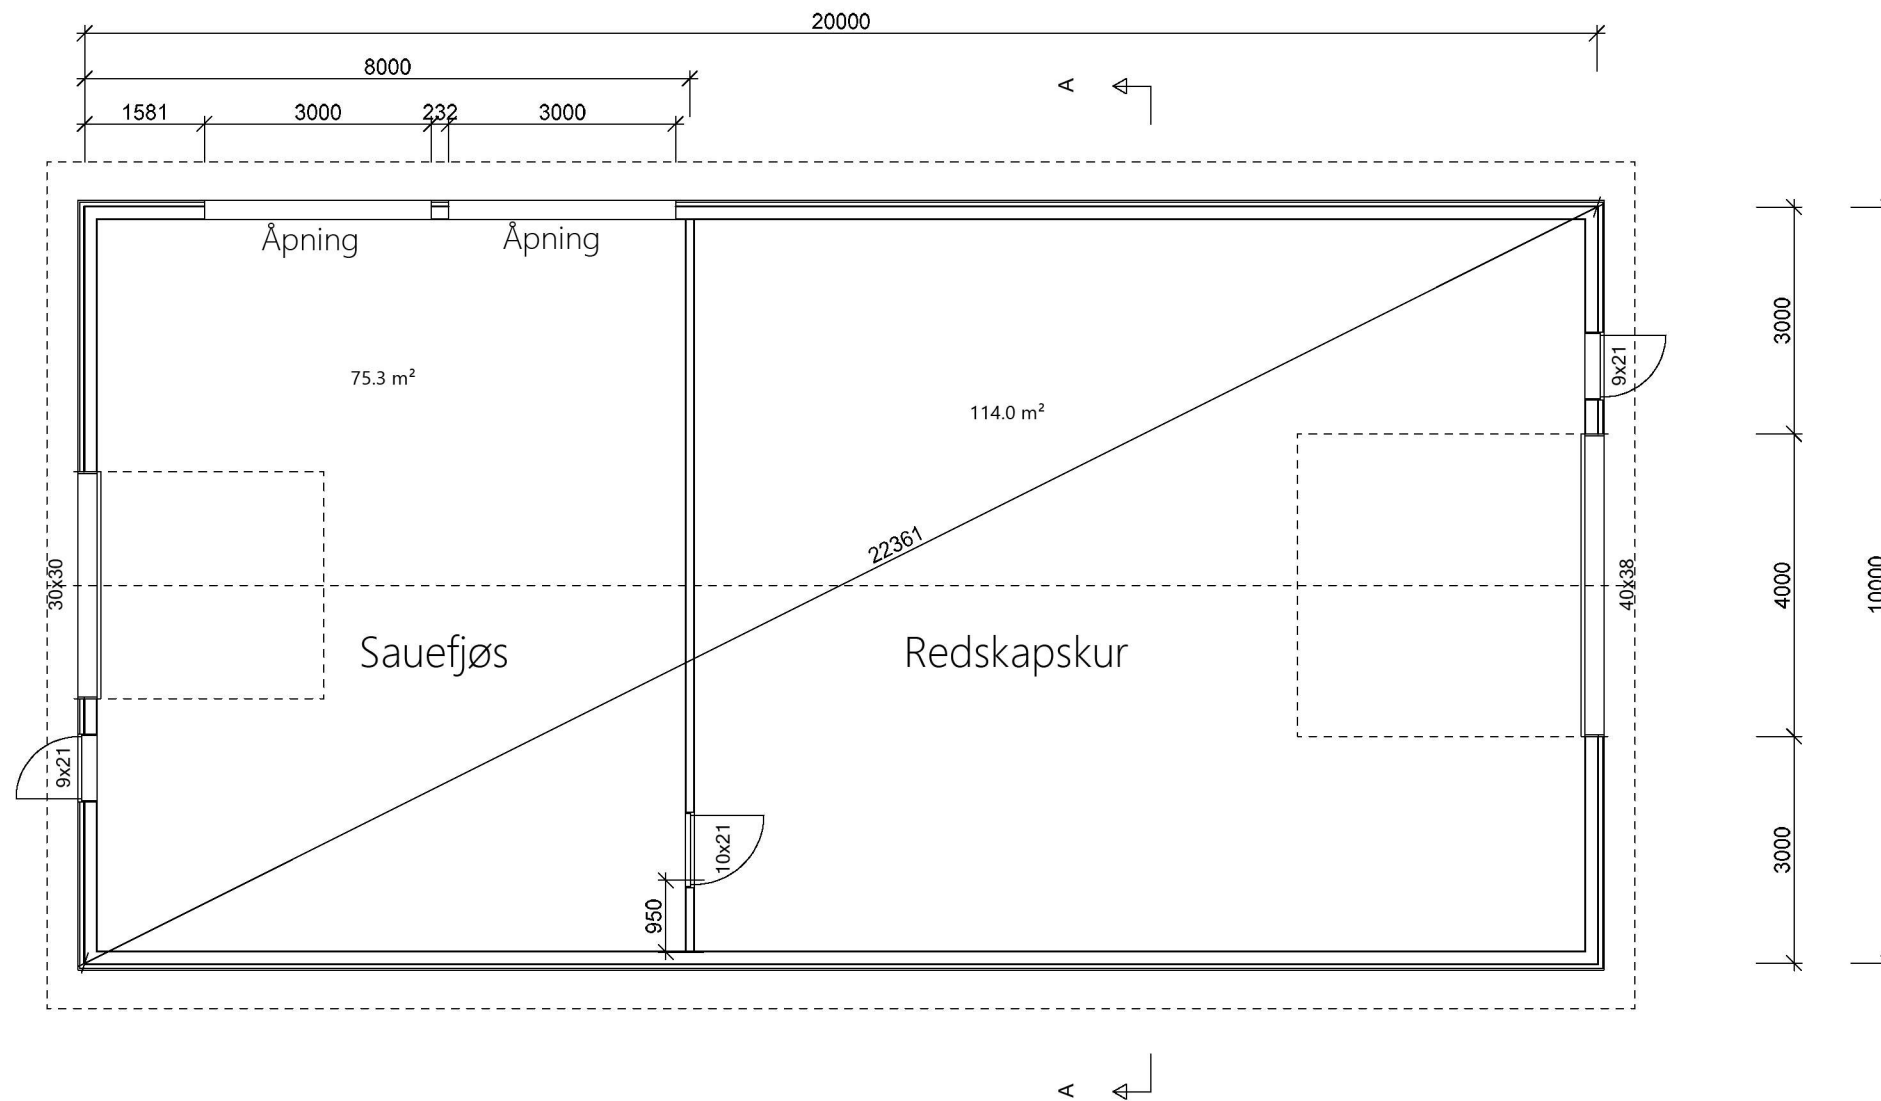 20000
8000
A
1581
3000
232
3000
Åpning
Åpning
3000
9x21
75.3 m²
114.0 m²
22361
30x30
40x38
4000
10000
Sauefjøs
Redskapskur
9x21
10x21
3000
950
A